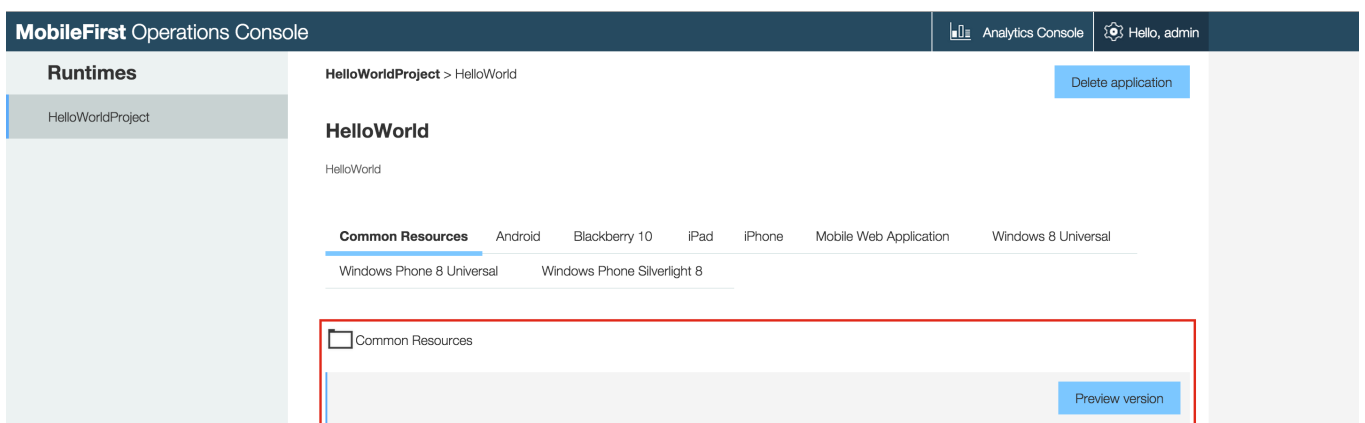 MobileFirst Operations Console
Analytics Console
Hello, admin
Runtimes
HelloWorldProject
HelloWorldProject > HelloWorld
Delete application
HelloWorld
HelloWorld
Common Resources Android Blackberry 10 iPad iPhone Mobile Web Application Windows 8 Universal
Windows Phone 8 Universal Windows Phone Silverlight 8
Common Resources
Preview version